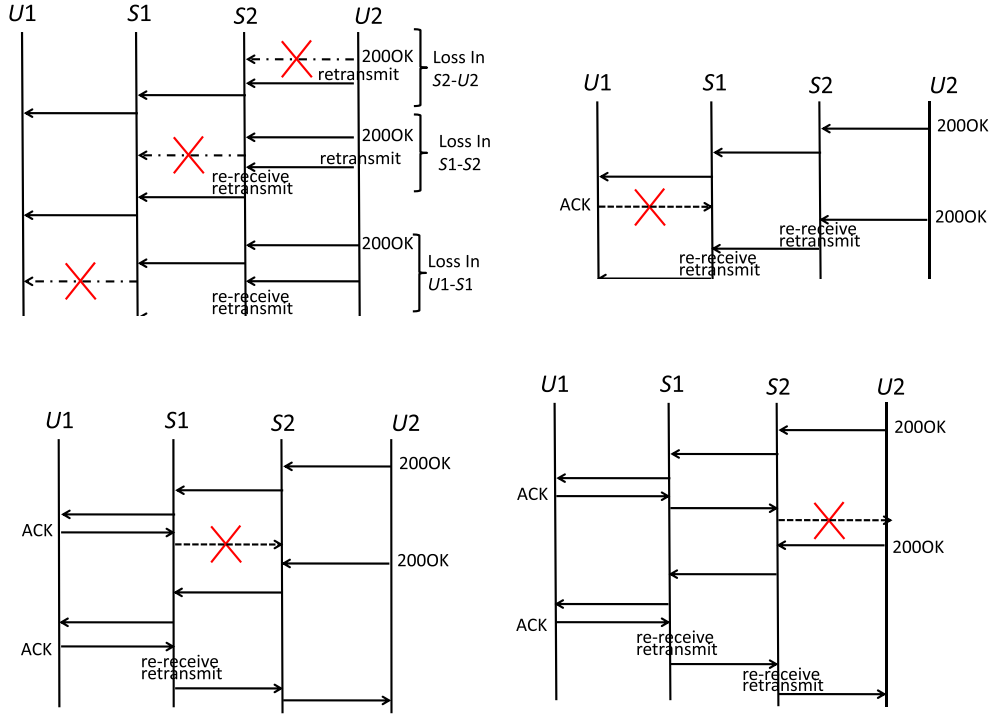 U1 S1 S2 U2
200OK
Loss In
S2-U2
retransmit
200OK
Loss In
S1-S2
retransmit
re-receive
retransmit
200OK
Loss In
U1-S1
re-receive
retransmit
U1 S1 S2 U2
200OK
ACK
200OK
re-receive
retransmit
re-receive
retransmit
U1 S1 S2 U2
200OK
ACK
200OK
ACK
re-receive
retransmit
U1 S1 S2 U2
200OK
ACK
200OK
ACK
re-receive
retransmit
re-receive
retransmit